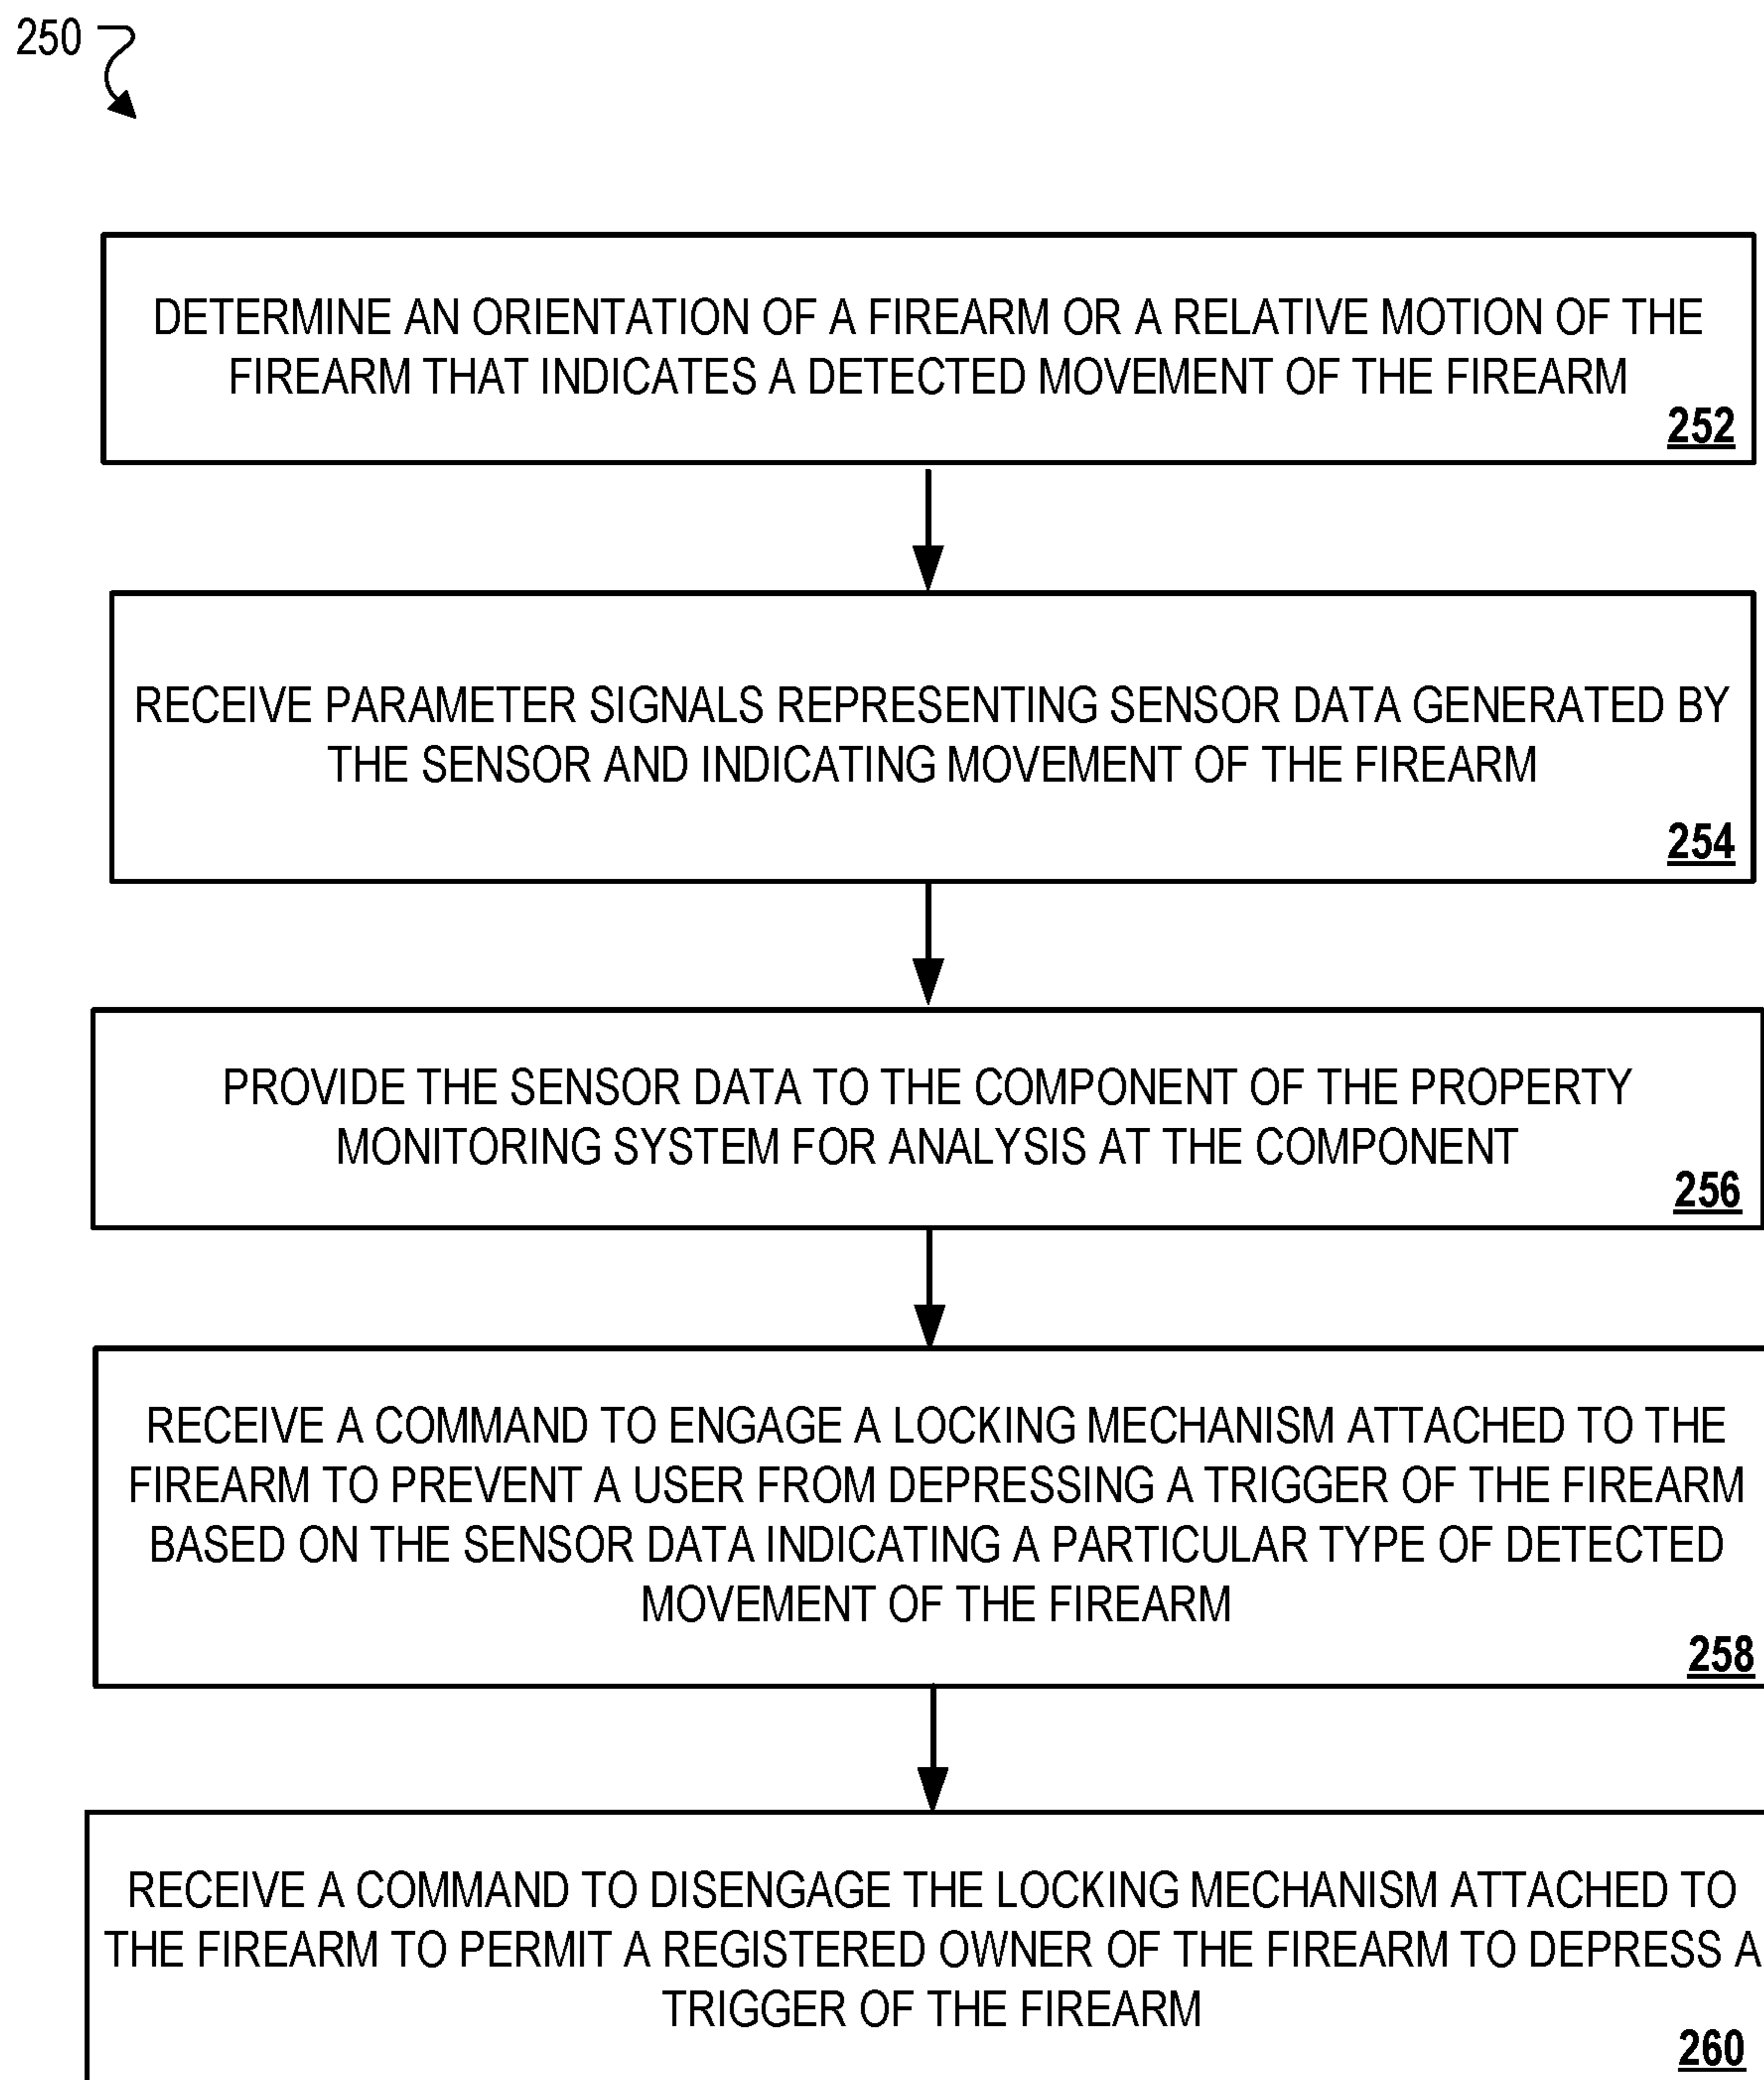 250
DETERMINE AN ORIENTATION OF A FIREARM OR A RELATIVE MOTION OF THE
FIREARM THAT INDICATES A DETECTED MOVEMENT OF THE FIREARM
252
RECEIVE PARAMETER SIGNALS REPRESENTING SENSOR DATA GENERATED BY
THE SENSOR AND INDICATING MOVEMENT OF THE FIREARM
254
PROVIDE THE SENSOR DATA TO THE COMPONENT OF THE PROPERTY
MONITORING SYSTEM FOR ANALYSIS AT THE COMPONENT
256
RECEIVE A COMMAND TO ENGAGE A LOCKING MECHANISM ATTACHED TO THE
FIREARM TO PREVENT A USER FROM DEPRESSING A TRIGGER OF THE FIREARM
BASED ON THE SENSOR DATA INDICATING A PARTICULAR TYPE OF DETECTED
MOVEMENT OF THE FIREARM
258
RECEIVE A COMMAND TO DISENGAGE THE LOCKING MECHANISM ATTACHED TO
THE FIREARM TO PERMIT A REGISTERED OWNER OF THE FIREARM TO DEPRESS A
TRIGGER OF THE FIREARM
260